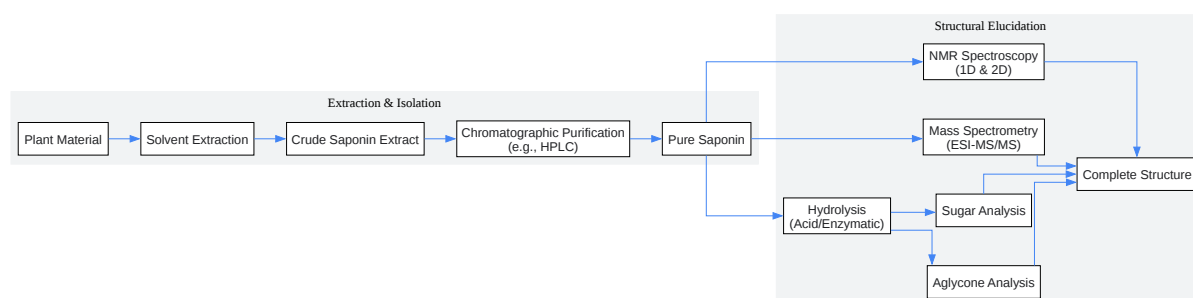 Extraction & Isolation
Plant Material
Solvent Extraction
Crude Saponin Extract
Chromatographic Purification
(e.g., HPLC)
Pure Saponin
Structural Elucidation
NMR Spectroscopy
(1D & 2D)
Mass Spectrometry
(ESI-MS/MS)
Hydrolysis
(Acid/Enzymatic)
Sugar Analysis
Aglycone Analysis
Complete Structure